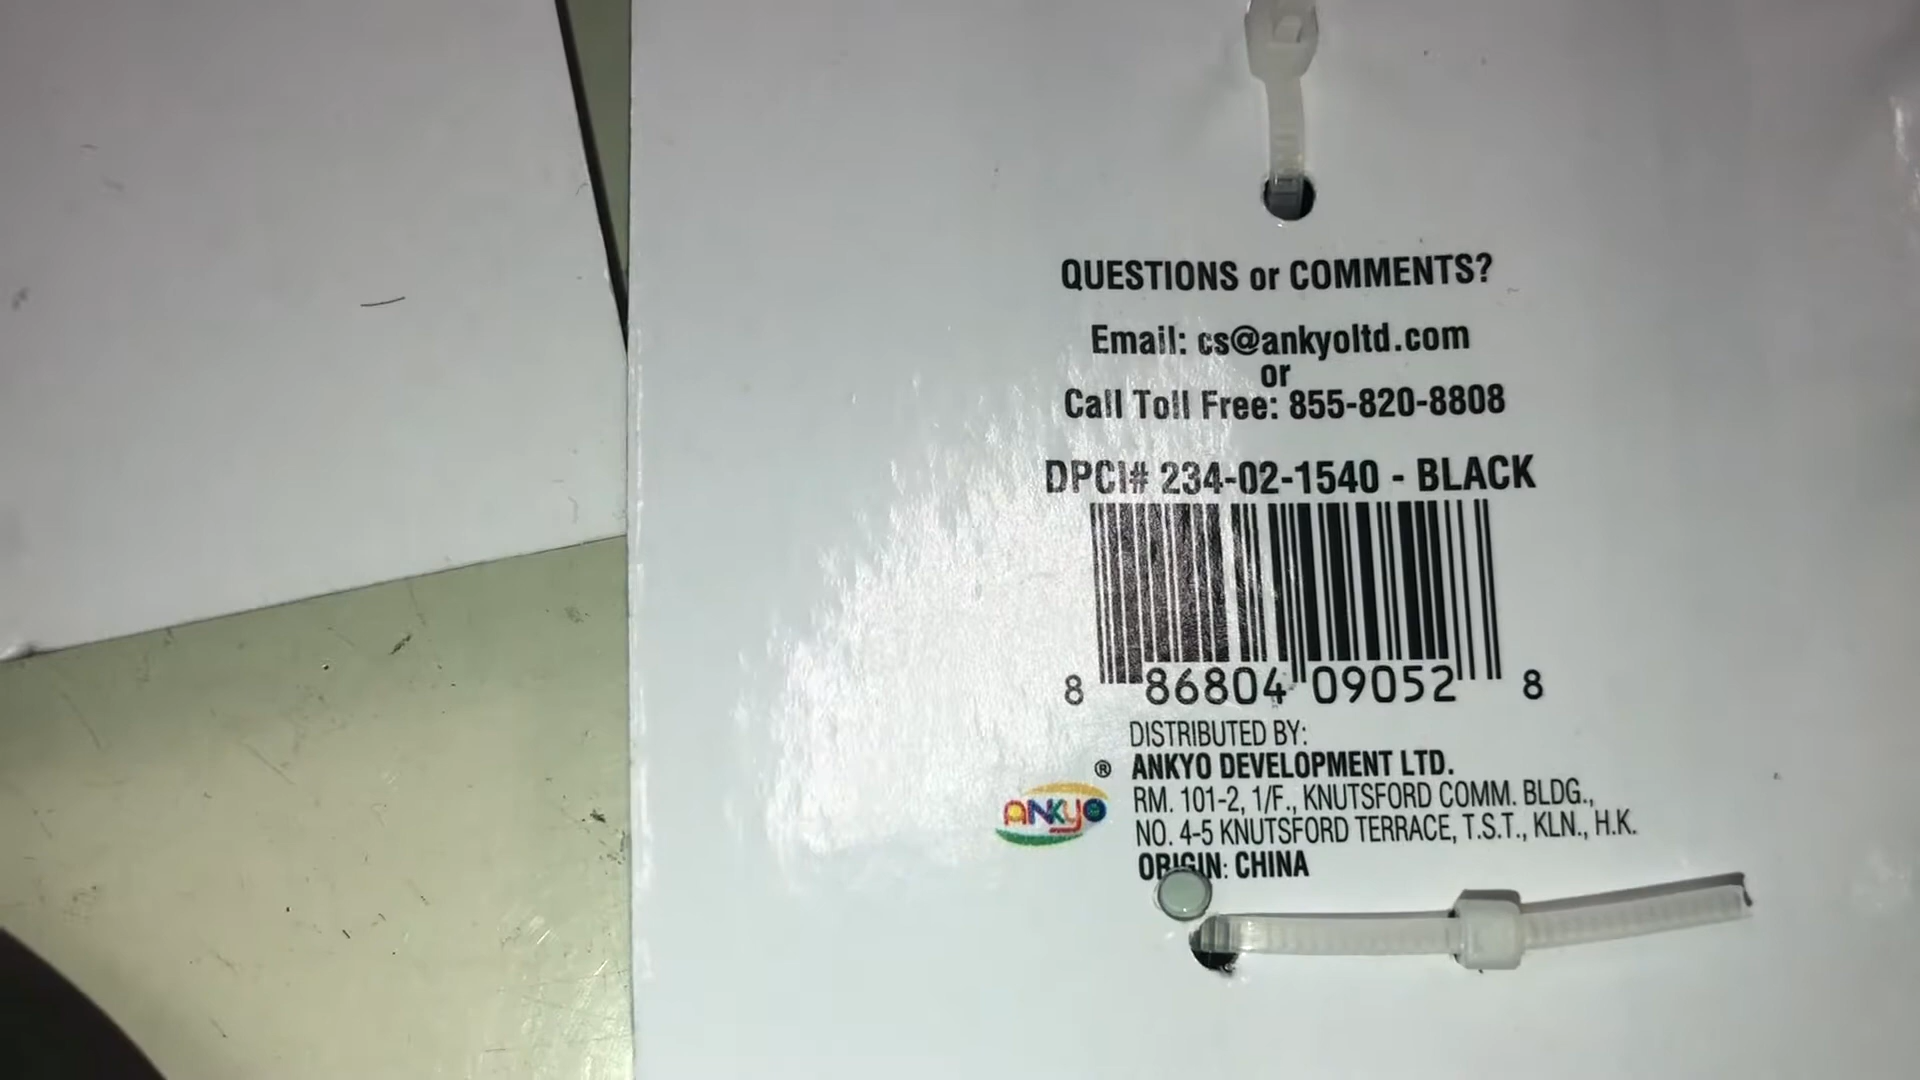 QUESTIONS or COMMENTS?
Email: cs@ankyoltd.com
or
Call Toll Free: 855-820-8808
DPCI# 234-02-1540 - BLACK
8 86804 09052 8
DISTRIBUTED BY:
® ANKYO DEVELOPMENT LTD.
ANKYO
RM. 101-2, 1/F., KNUTSFORD COMM. BLDG.,
NO. 4-5 KNUTSFORD TERRACE, T.S.T., KLN., H.K.
ORIGIN: CHINA